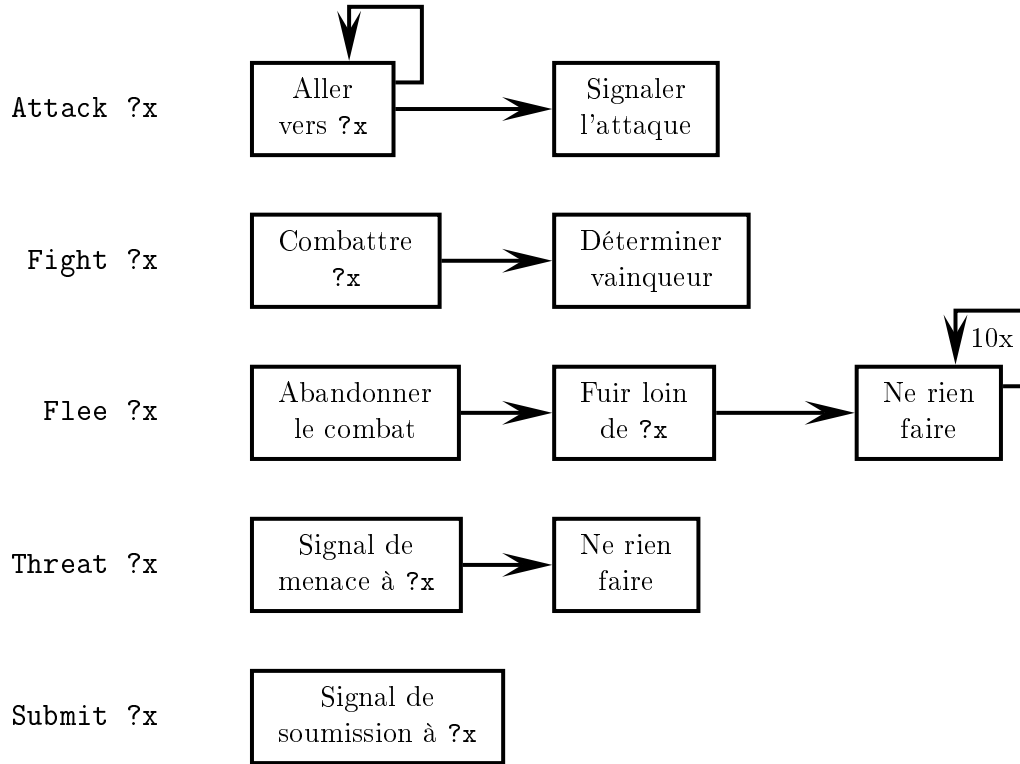 Attack ?x
Aller
vers ?x
Signaler
l'attaque
Fight ?x
Combattre
?x
Déterminer
vainqueur
Flee ?x
Abandonner
le combat
Fuir loin
de ?x
10x
Ne rien
faire
Threat ?x
Signal de
menace à ?x
Ne rien
faire
Submit ?x
Signal de
soumission à ?x